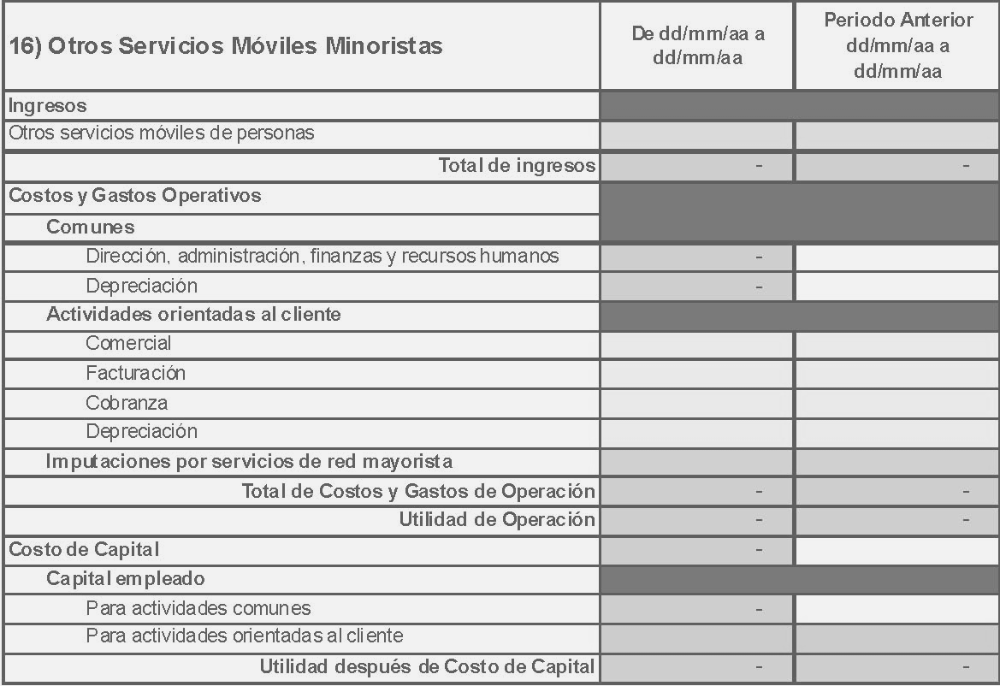 16) Otros Servicios Móviles Minoristas
De dd/mm/aa a
dd/mm/aa
Periodo Anterior
dd/mm/aa a
dd/mm/aa
Ingresos
Otros servicios móviles de personas
Total de ingresos - -
Costos y Gastos Operativos
Comunes
Dirección, administración, finanzas y recursos humanos -
Depreciación -
Actividades orientadas al cliente
Comercial
Facturación
Cobranza
Depreciación
Imputaciones por servicios de red mayorista
Total de Costos y Gastos de Operación - -
Utilidad de Operación - -
Costo de Capital -
Capital empleado
Para actividades comunes -
Para actividades orientadas al cliente
Utilidad después de Costo de Capital - -